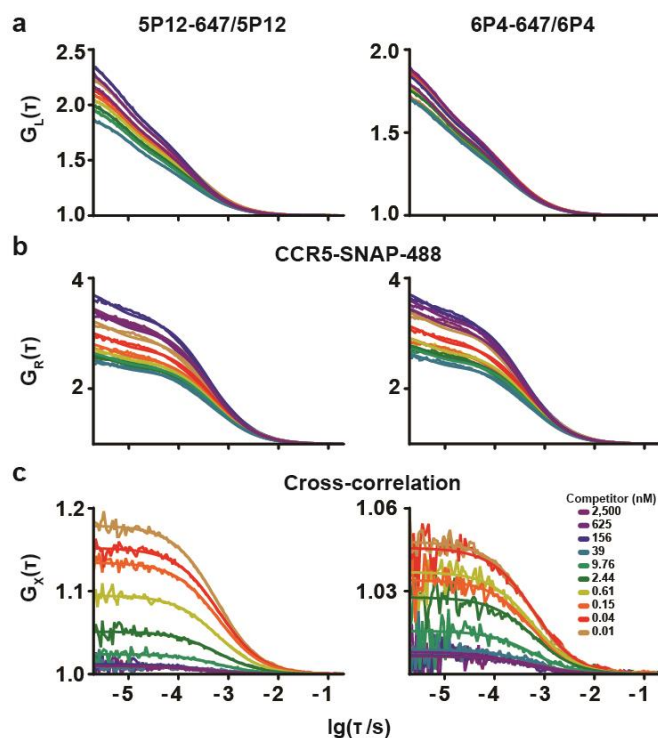 a
5P12-647/5P12
6P4-647/6P4
2.5
2.0
1.5
1.0
G_L(τ)
2.0
1.5
1.0
b
CCR5-SNAP-488
4
2
G_R(τ)
4
2
c
Cross-correlation
1.2
1.1
1.0
G_X(τ)
1.06
1.03
1.0
Competitor (nM)
2,500
625
156
39
9.76
2.44
0.61
0.15
0.04
0.01
-5 -4 -3 -2 -1
-5 -4 -3 -2 -1
lg(τ/s)